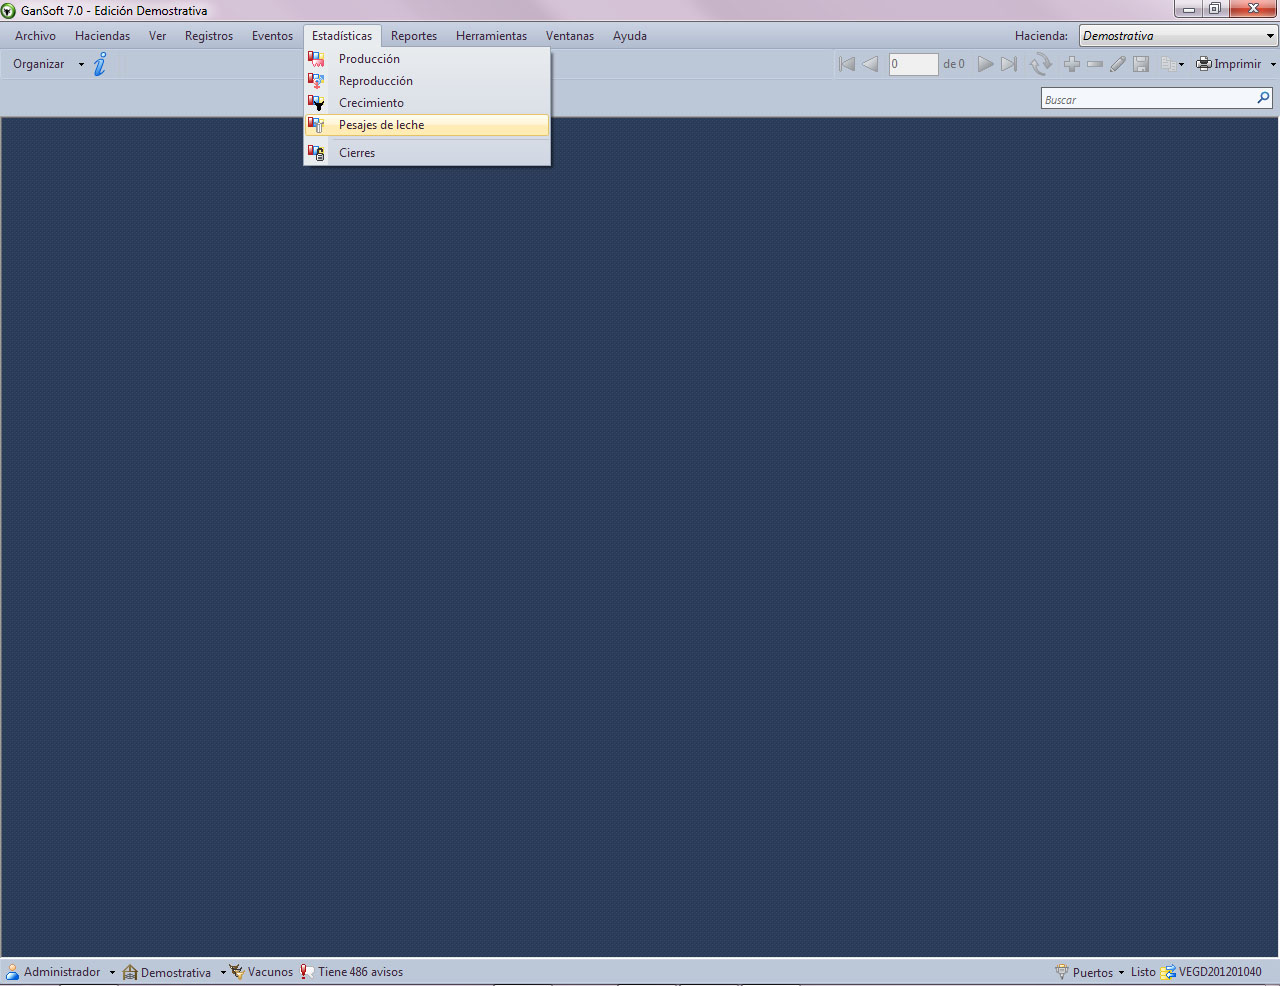 GanSoft 7.0 - Edición Demostrativa
Archivo Haciendas Ver Registros Eventos Estadísticas Reportes Herramientas Ventanas Ayuda Hacienda: Demostrativa
Organizar 0 de 0 Imprimir
Buscar
Producción
Reproducción
Crecimiento
Pesajes de leche
Cierres
Administrador Demostrativa Vacunos Tiene 486 avisos Puertos Listo VEGD201201040